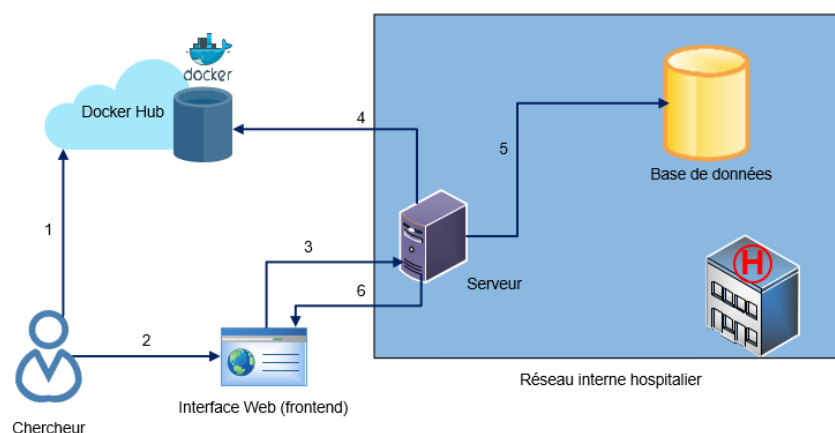 docker
Docker Hub
4
5
Base de données
1
3
H
Serveur
6
2
Réseau interne hospitalier
Interface Web (frontend)
Chercheur